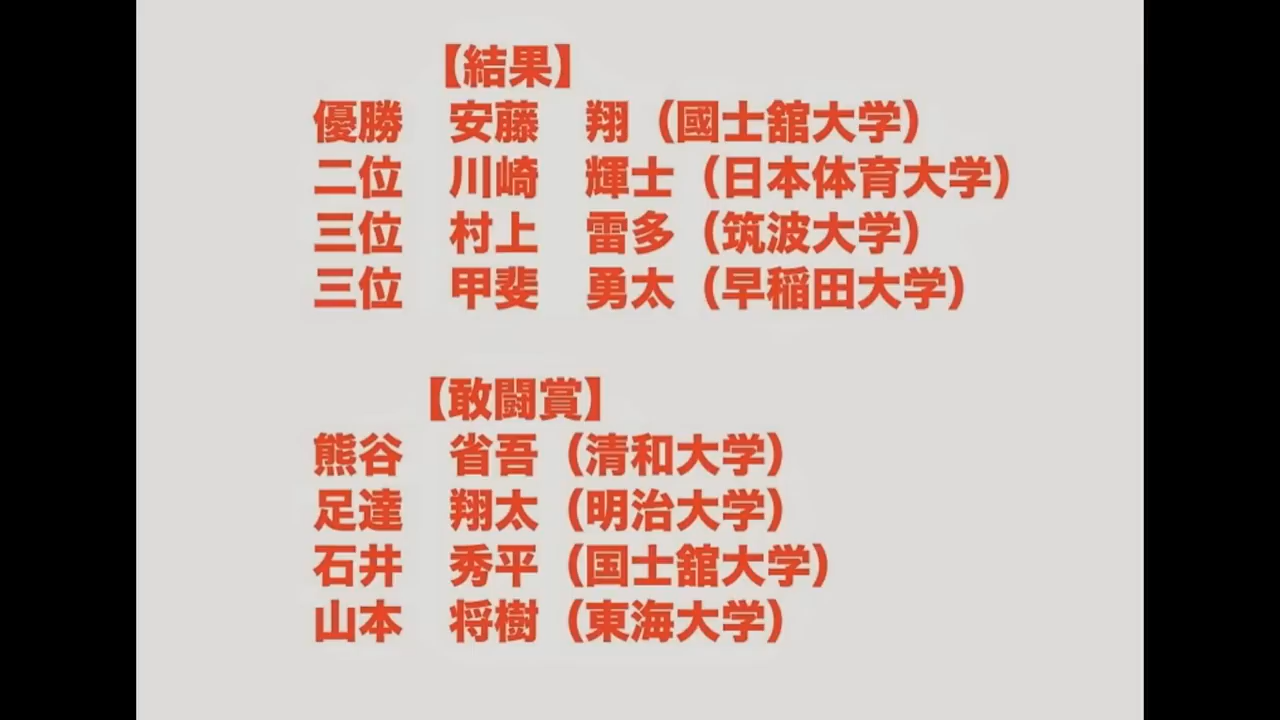 【結果】
優勝　安藤　翔（國士舘大学）
二位　川崎　輝士（日本体育大学）
三位　村上　雷多（筑波大学）
三位　甲斐　勇太（早稲田大学）
【敢闘賞】
熊谷　省吾（清和大学）
足達　翔太（明治大学）
石井　秀平（国士舘大学）
山本　将樹（東海大学）